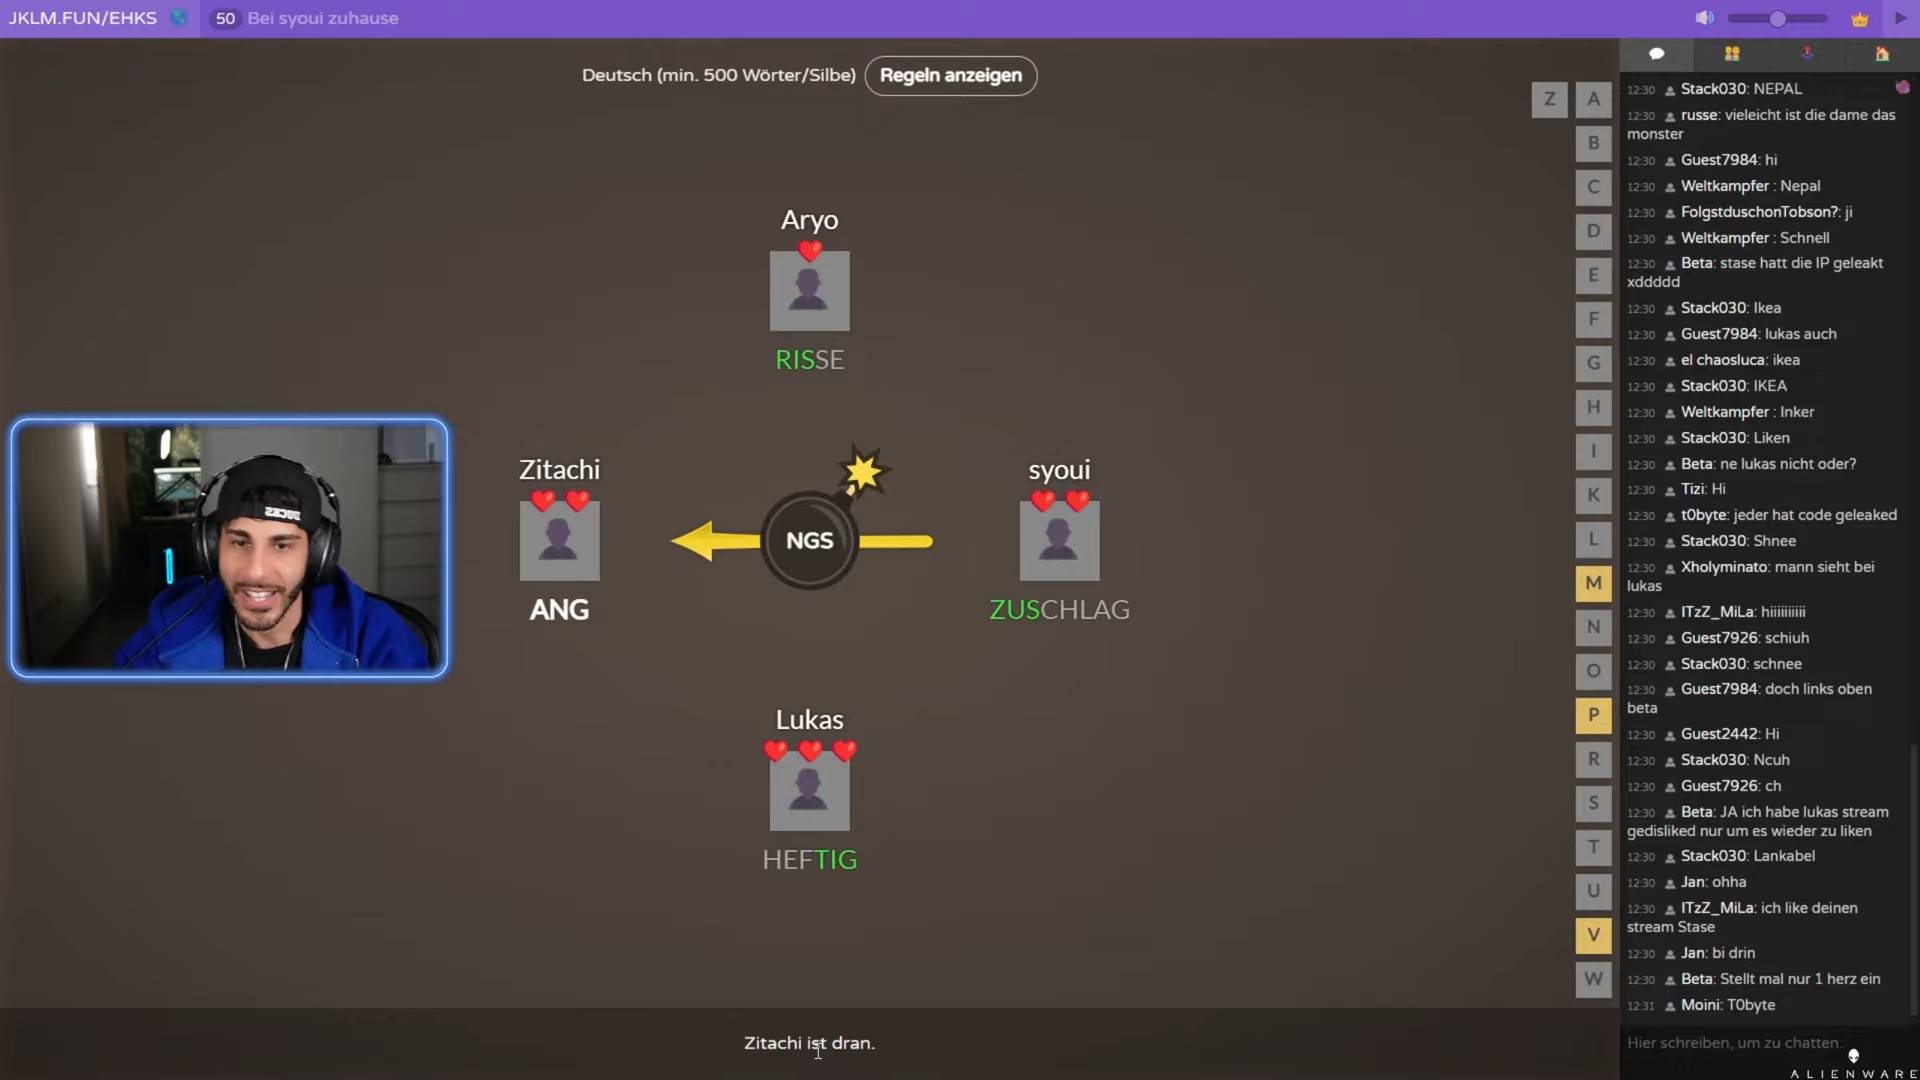 JKLM.FUN/EHKS
50 Bei syoui zuhause
Deutsch (min. 500 Wörter/Silbe) Regeln anzeigen
Aryo
RISSE
Zitachi
ANG
NGS
syoui
ZUSCHLAG
Lukas
HEFTIG
Zitachi ist dran.
Z A
B
C
D
E
F
G
H
I
K
L
M
N
O
P
R
S
T
U
V
W
12:30 Stack030: NEPAL
12:30 russe: vieleicht ist die dame das
monster
12:30 Guest7984: hi
12:30 Weltkampfer : Nepal
12:30 FolgstduschonTobson?: ji
12:30 Weltkampfer : Schnell
12:30 Beta: stase hatt die IP geleakt
xddddd
12:30 Stack030: Ikea
12:30 Guest7984: lukas auch
12:30 el chaosluca: ikea
12:30 Stack030: IKEA
12:30 Weltkampfer : Inker
12:30 Stack030: Liken
12:30 Beta: ne lukas nicht oder?
12:30 Tizi: Hi
12:30 t0byte: jeder hat code geleaked
12:30 Stack030: Shnee
12:30 Xholyminato: mann sieht bei
lukas
12:30 ITzZ_MiLa: hiiiiiiiiii
12:30 Guest7926: schiuh
12:30 Stack030: schnee
12:30 Guest7984: doch links oben
beta
12:30 Guest2442: Hi
12:30 Stack030: Ncuh
12:30 Guest7926: ch
12:30 Beta: JA ich habe lukas stream
gedisliked nur um es wieder zu liken
12:30 Stack030: Lankabel
12:30 Jan: ohha
12:30 ITzZ_MiLa: ich like deinen
stream Stase
12:30 Jan: bi drin
12:30 Beta: Stellt mal nur 1 herz ein
12:31 Moini: T0byte
Hier schreiben, um zu chatten.
ALIENWARE